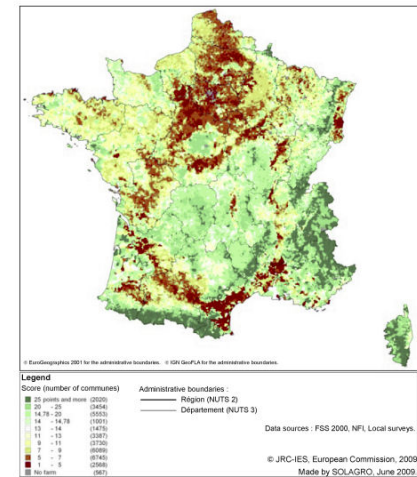 © EuroGeographics 2001 for the administrative boundaries. © IGN GeoFLA for the administrative boundaries.
Legend
Score (number of communes)
25 points and more (2020)
20 - 25 (3454)
14,78 - 20 (5553)
14 - 14,78 (1001)
13 - 14 (1475)
11 - 13 (3387)
9 - 11 (3730)
7 - 9 (6089)
5 - 7 (6745)
1 - 5 (2568)
No farm (567)
Administrative boundaries :
Région (NUTS 2)
Département (NUTS 3)
Data sources : FSS 2000, NFI, Local surveys.
© JRC-IES, European Commission, 2009
Made by SOLAGRO, June 2009.